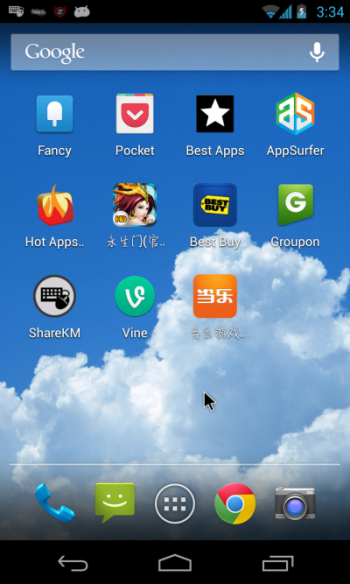 3:34
Google
Fancy
Pocket
Best Apps
AppSurfer
Hot Apps..
HD
永生门(官..
BEST BUY
Best Buy
G
Groupon
ShareKM
Vine
当乐
当乐游戏..